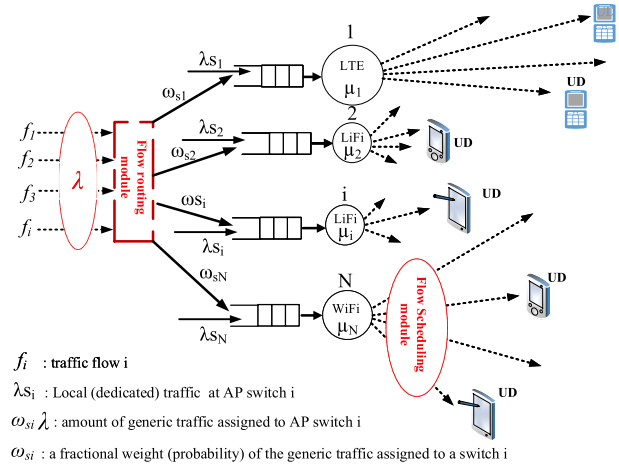 1
LTE
μ1
λs1
ωs1
UD
2
LiFi
μ2
λs2
ωs2
UD
f1
f2
f3
fi
λ
Flow routing
module
i
LiFi
μi
ωsi
λsi
UD
N
WiFi
μN
ωsN
λsN
Flow Scheduling
module
UD
UD
fi : traffic flow i
λsi : Local (dedicated) traffic at AP switch i
ωsi λ : amount of generic traffic assigned to AP switch i
ωsi : a fractional weight (probability) of the generic traffic assigned to a switch i